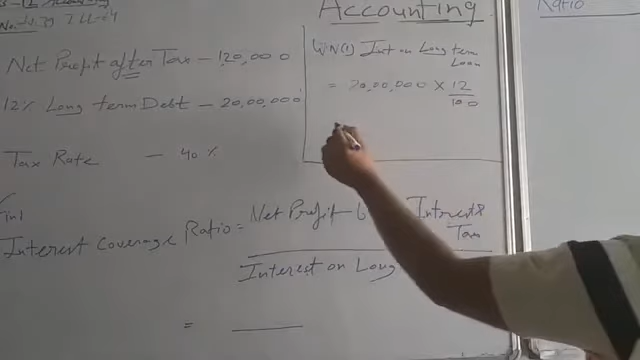 Accounting
Ratio
Net Profit after Tax — 120,000
12% Long term Debt — 20,00,000
Tax Rate — 40 %
W.N(1) Int on Long term
Loan
= 20,00,000 × 12
100
Interest Coverage Ratio = Net Profit b Interest &
Tax
Interest on Long
=